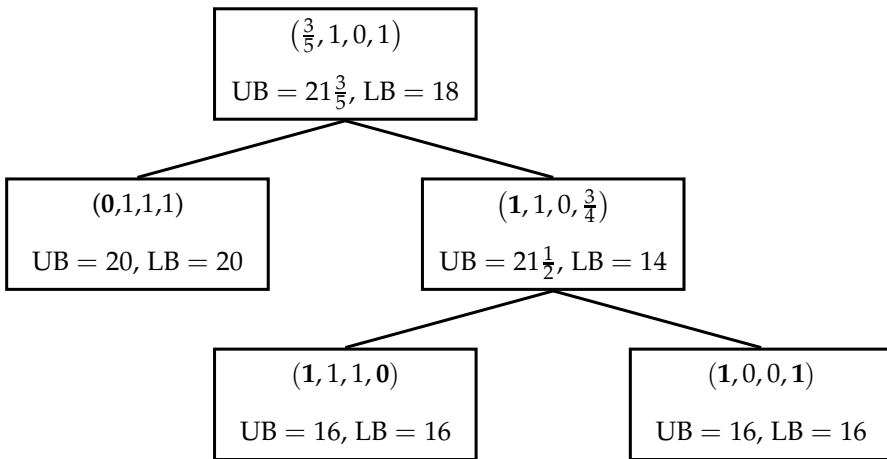 (3/5, 1, 0, 1)
UB = 21 3/5, LB = 18
(0,1,1,1)
UB = 20, LB = 20
(1, 1, 0, 3/4)
UB = 21 1/2, LB = 14
(1, 1, 1, 0)
UB = 16, LB = 16
(1, 0, 0, 1)
UB = 16, LB = 16